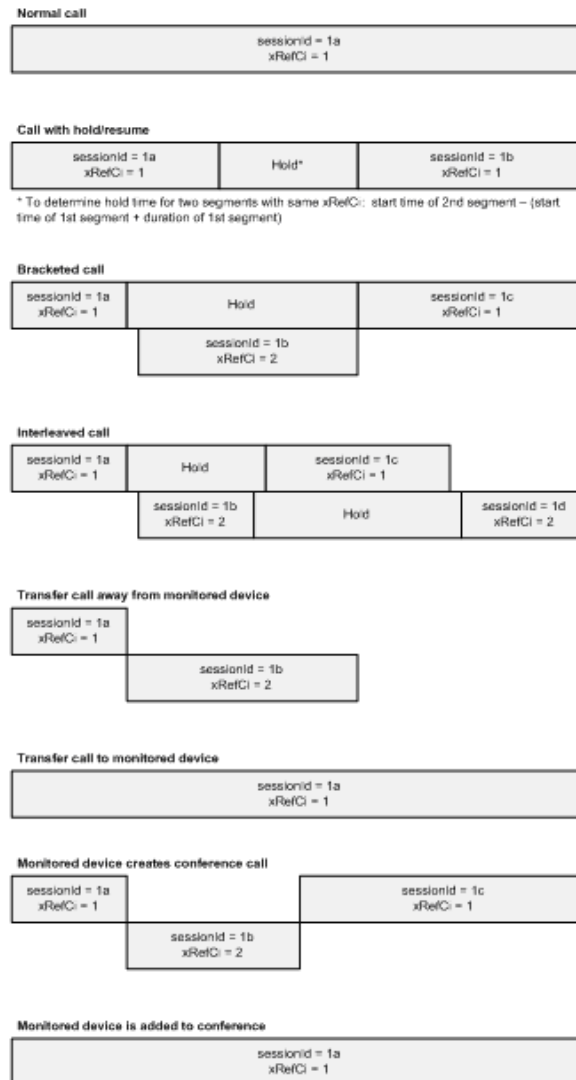 Normal call
sessionId = 1a
xRefCi = 1
Call with hold/resume
sessionId = 1a
xRefCi = 1
Hold*
sessionId = 1b
xRefCi = 1
* To determine hold time for two segments with same xRefCi: start time of 2nd segment – (start
time of 1st segment + duration of 1st segment)
Bracketed call
sessionId = 1a
xRefCi = 1
Hold
sessionId = 1c
xRefCi = 1
sessionId = 1b
xRefCi = 2
Interleaved call
sessionId = 1a
xRefCi = 1
Hold
sessionId = 1c
xRefCi = 1
sessionId = 1b
xRefCi = 2
Hold
sessionId = 1d
xRefCi = 2
Transfer call away from monitored device
sessionId = 1a
xRefCi = 1
sessionId = 1b
xRefCi = 2
Transfer call to monitored device
sessionId = 1a
xRefCi = 1
Monitored device creates conference call
sessionId = 1a
xRefCi = 1
sessionId = 1c
xRefCi = 1
sessionId = 1b
xRefCi = 2
Monitored device is added to conference
sessionId = 1a
xRefCi = 1